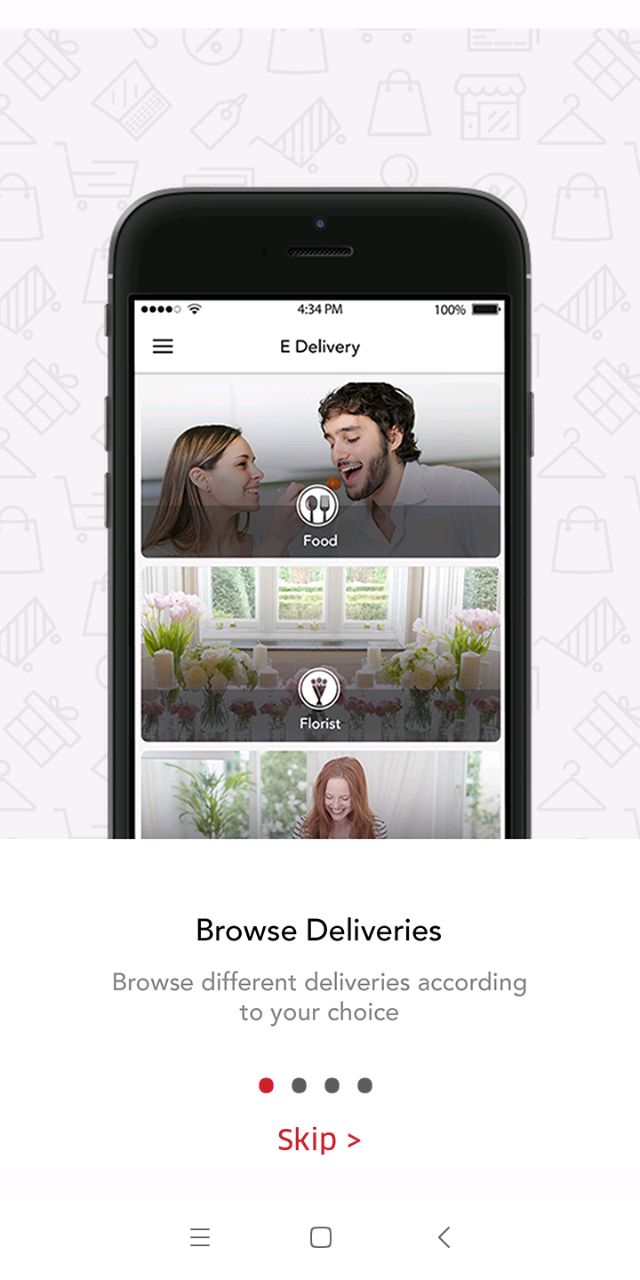 4:34 PM
100%
E Delivery
Food
Florist
Browse Deliveries
Browse different deliveries according
to your choice
Skip >